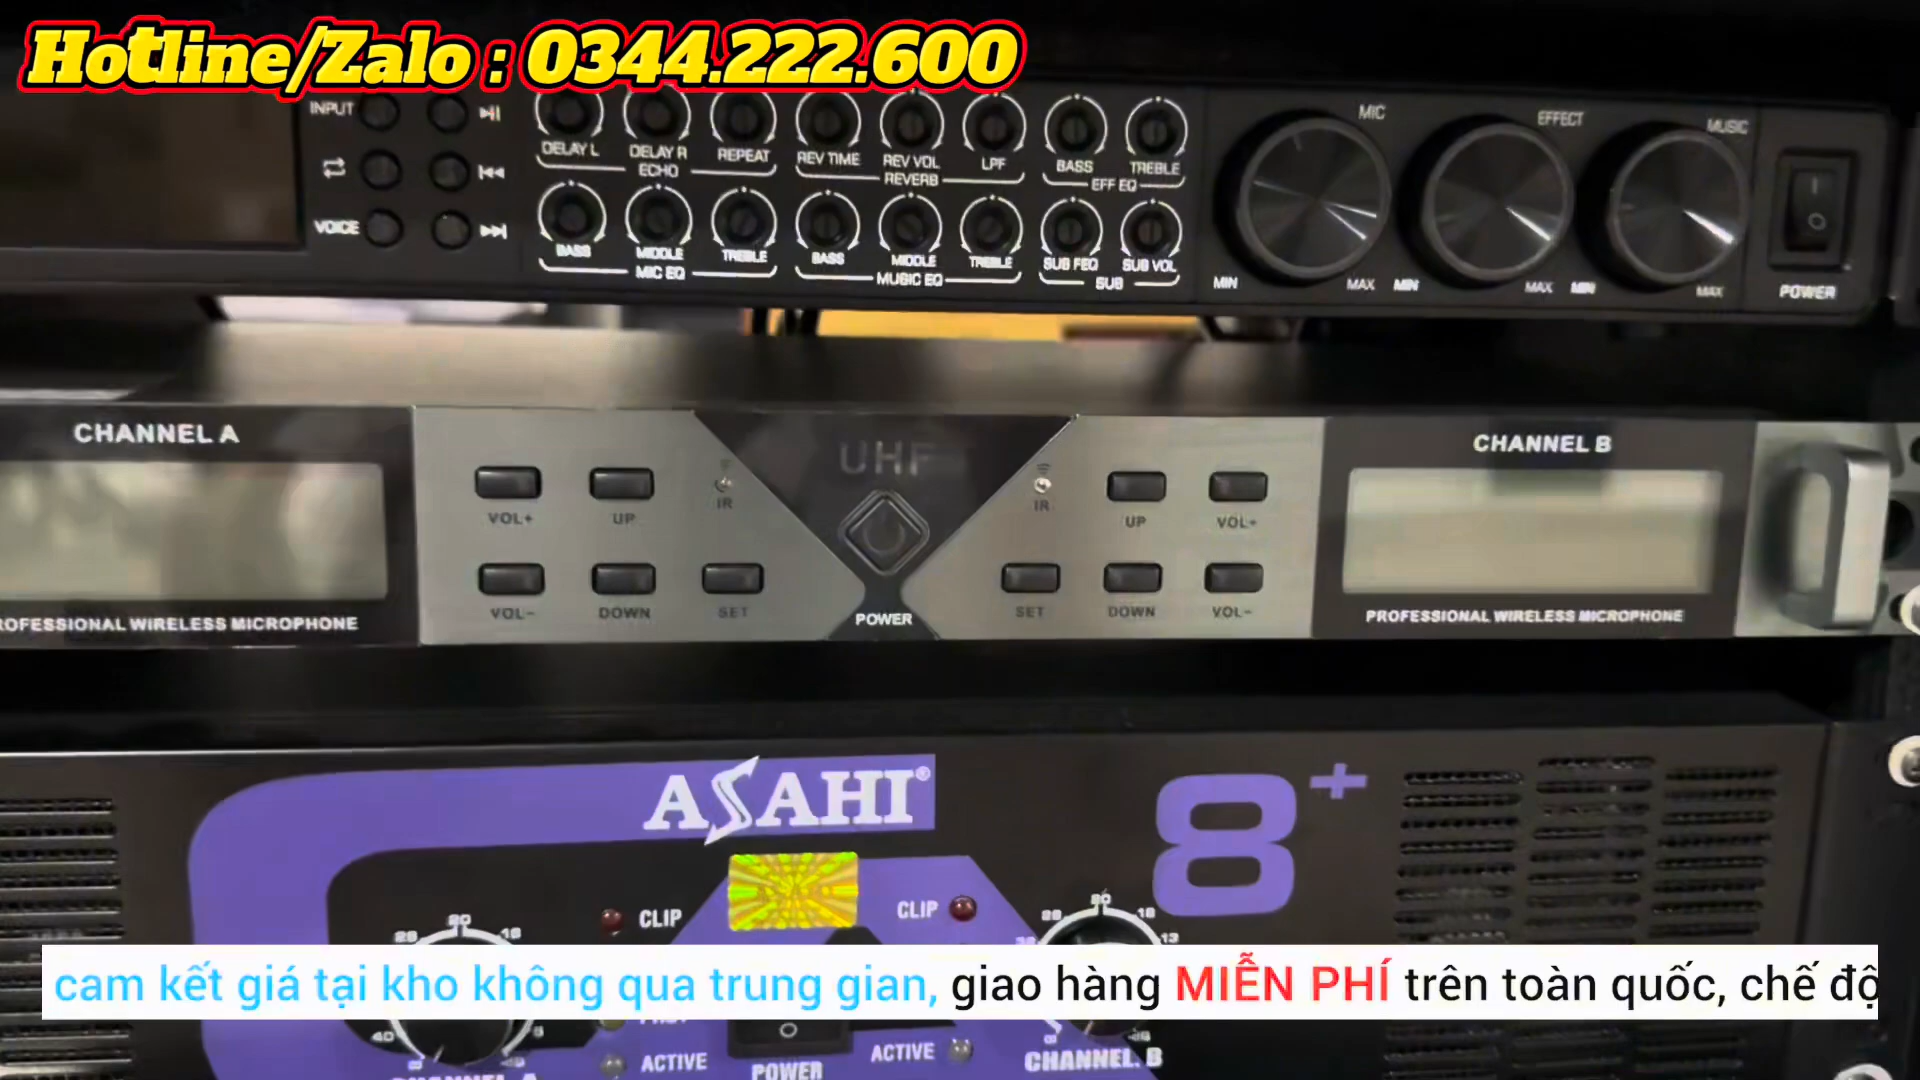 Hotline/Zalo : 0344.222.600
INPUT
MIC
EFFECT
MUSIC
DELAY L DELAY R REPEAT REV TIME REV VOL LPF BASS TREBLE
ECHO REVERB EFF EQ
VOICE
BASS MIDDLE TREBLE BASS MIDDLE TREBLE SUB FEQ SUB VOL
MIC EQ MUSIC EQ SUB
MIN MAX MIN MAX MIN MAX
POWER
CHANNEL A
UHF
CHANNEL B
VOL+ UP IR
IR UP VOL+
VOL- DOWN SET
SET DOWN VOL-
POWER
ROFESSIONAL WIRELESS MICROPHONE
PROFESSIONAL WIRELESS MICROPHONE
ASAHI®
8+
CLIP
CLIP
20
20
cam kết giá tại kho không qua trung gian, giao hàng MIỄN PHÍ trên toàn quốc, chế độ
ACTIVE
ACTIVE
POWER
CHANNEL B